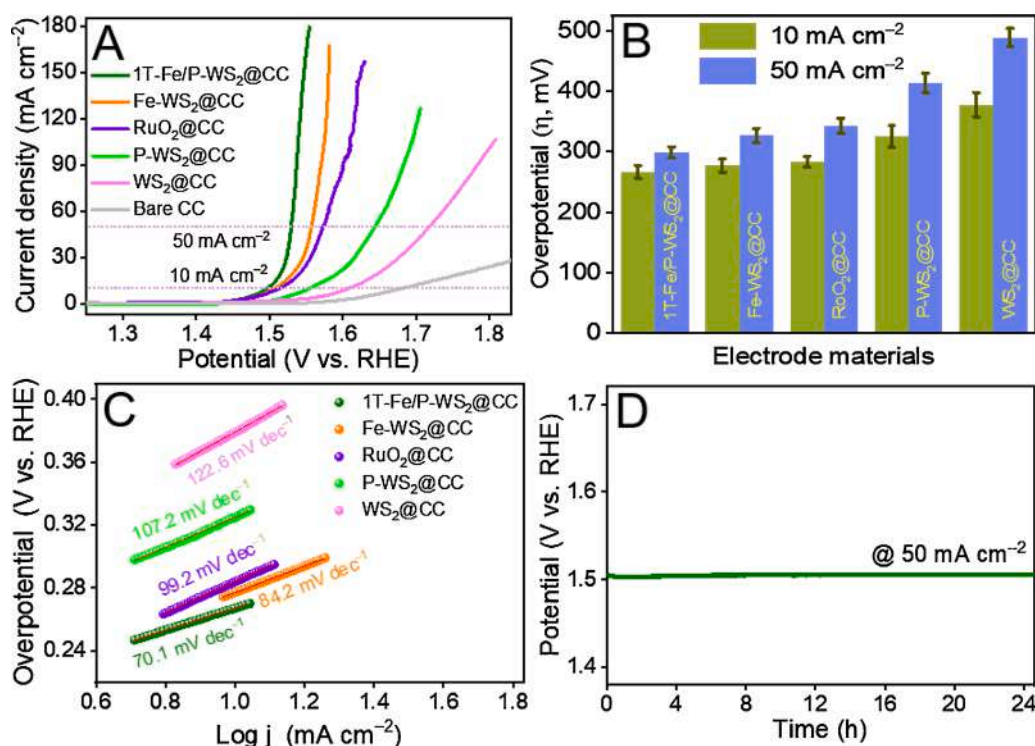 A
Current density (mA cm⁻²)
180
150
120
90
60
30
0
1T-Fe/P-WS₂@CC
Fe-WS₂@CC
RuO₂@CC
P-WS₂@CC
WS₂@CC
Bare CC
50 mA cm⁻²
10 mA cm⁻²
1.3 1.4 1.5 1.6 1.7 1.8
Potential (V vs. RHE)
B
Overpotential (η, mV)
500
400
300
200
100
0
10 mA cm⁻²
50 mA cm⁻²
1T-Fe/P-WS₂@CC
Fe-WS₂@CC
RoO₂@CC
P-WS₂@CC
WS₂@CC
Electrode materials
C
Overpotential (V vs. RHE)
0.40
0.36
0.32
0.28
0.24
1T-Fe/P-WS₂@CC
Fe-WS₂@CC
RuO₂@CC
P-WS₂@CC
WS₂@CC
122.6 mV dec⁻¹
107.2 mV dec⁻¹
99.2 mV dec⁻¹
84.2 mV dec⁻¹
70.1 mV dec⁻¹
0.6 0.8 1.0 1.2 1.4 1.6 1.8
Log j (mA cm⁻²)
D
Potential (V vs. RHE)
1.7
1.6
1.5
1.4
@ 50 mA cm⁻²
0 4 8 12 16 20 24
Time (h)